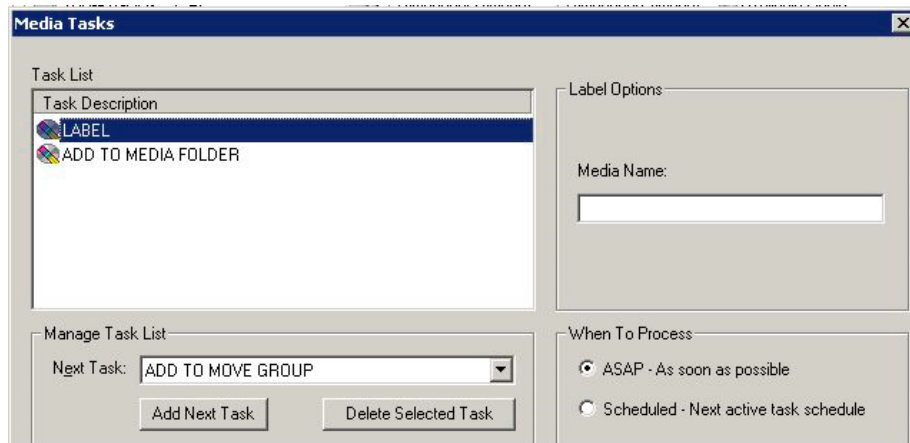 Media Tasks
Task List
Task Description
LABEL
ADD TO MEDIA FOLDER
Label Options
Media Name:
Manage Task List
Next Task: ADD TO MOVE GROUP
Add Next Task Delete Selected Task
When To Process
ASAP - As soon as possible
Scheduled - Next active task schedule